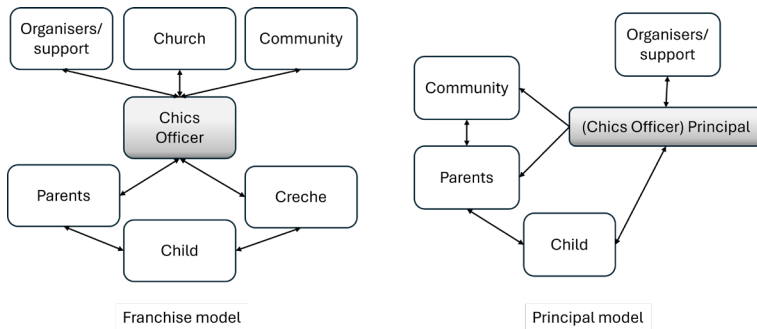 Organisers/
support
Church
Community
Chics
Officer
Parents
Creche
Child
Franchise model
Organisers/
support
Community
(Chics Officer) Principal
Parents
Child
Principal model